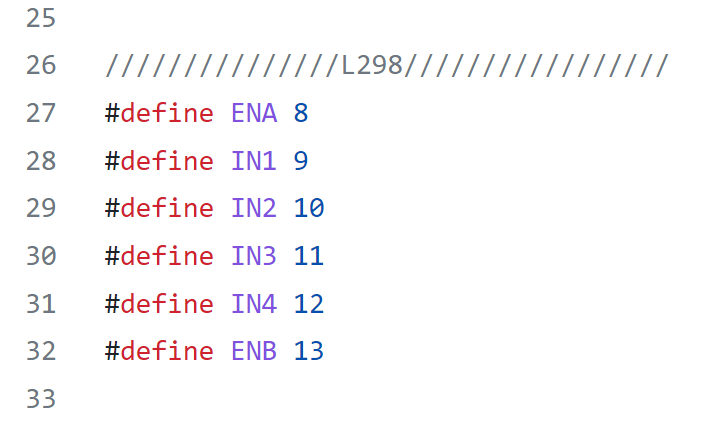 25
26 ///////////////L298/////////////////
27 #define ENA 8
28 #define IN1 9
29 #define IN2 10
30 #define IN3 11
31 #define IN4 12
32 #define ENB 13
33